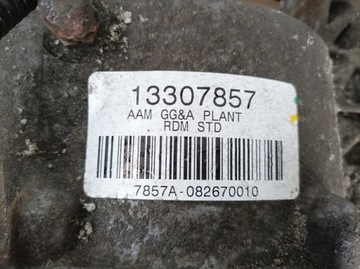 13307857
AAM GG&A PLANT
RDM STD
7857A-082670010